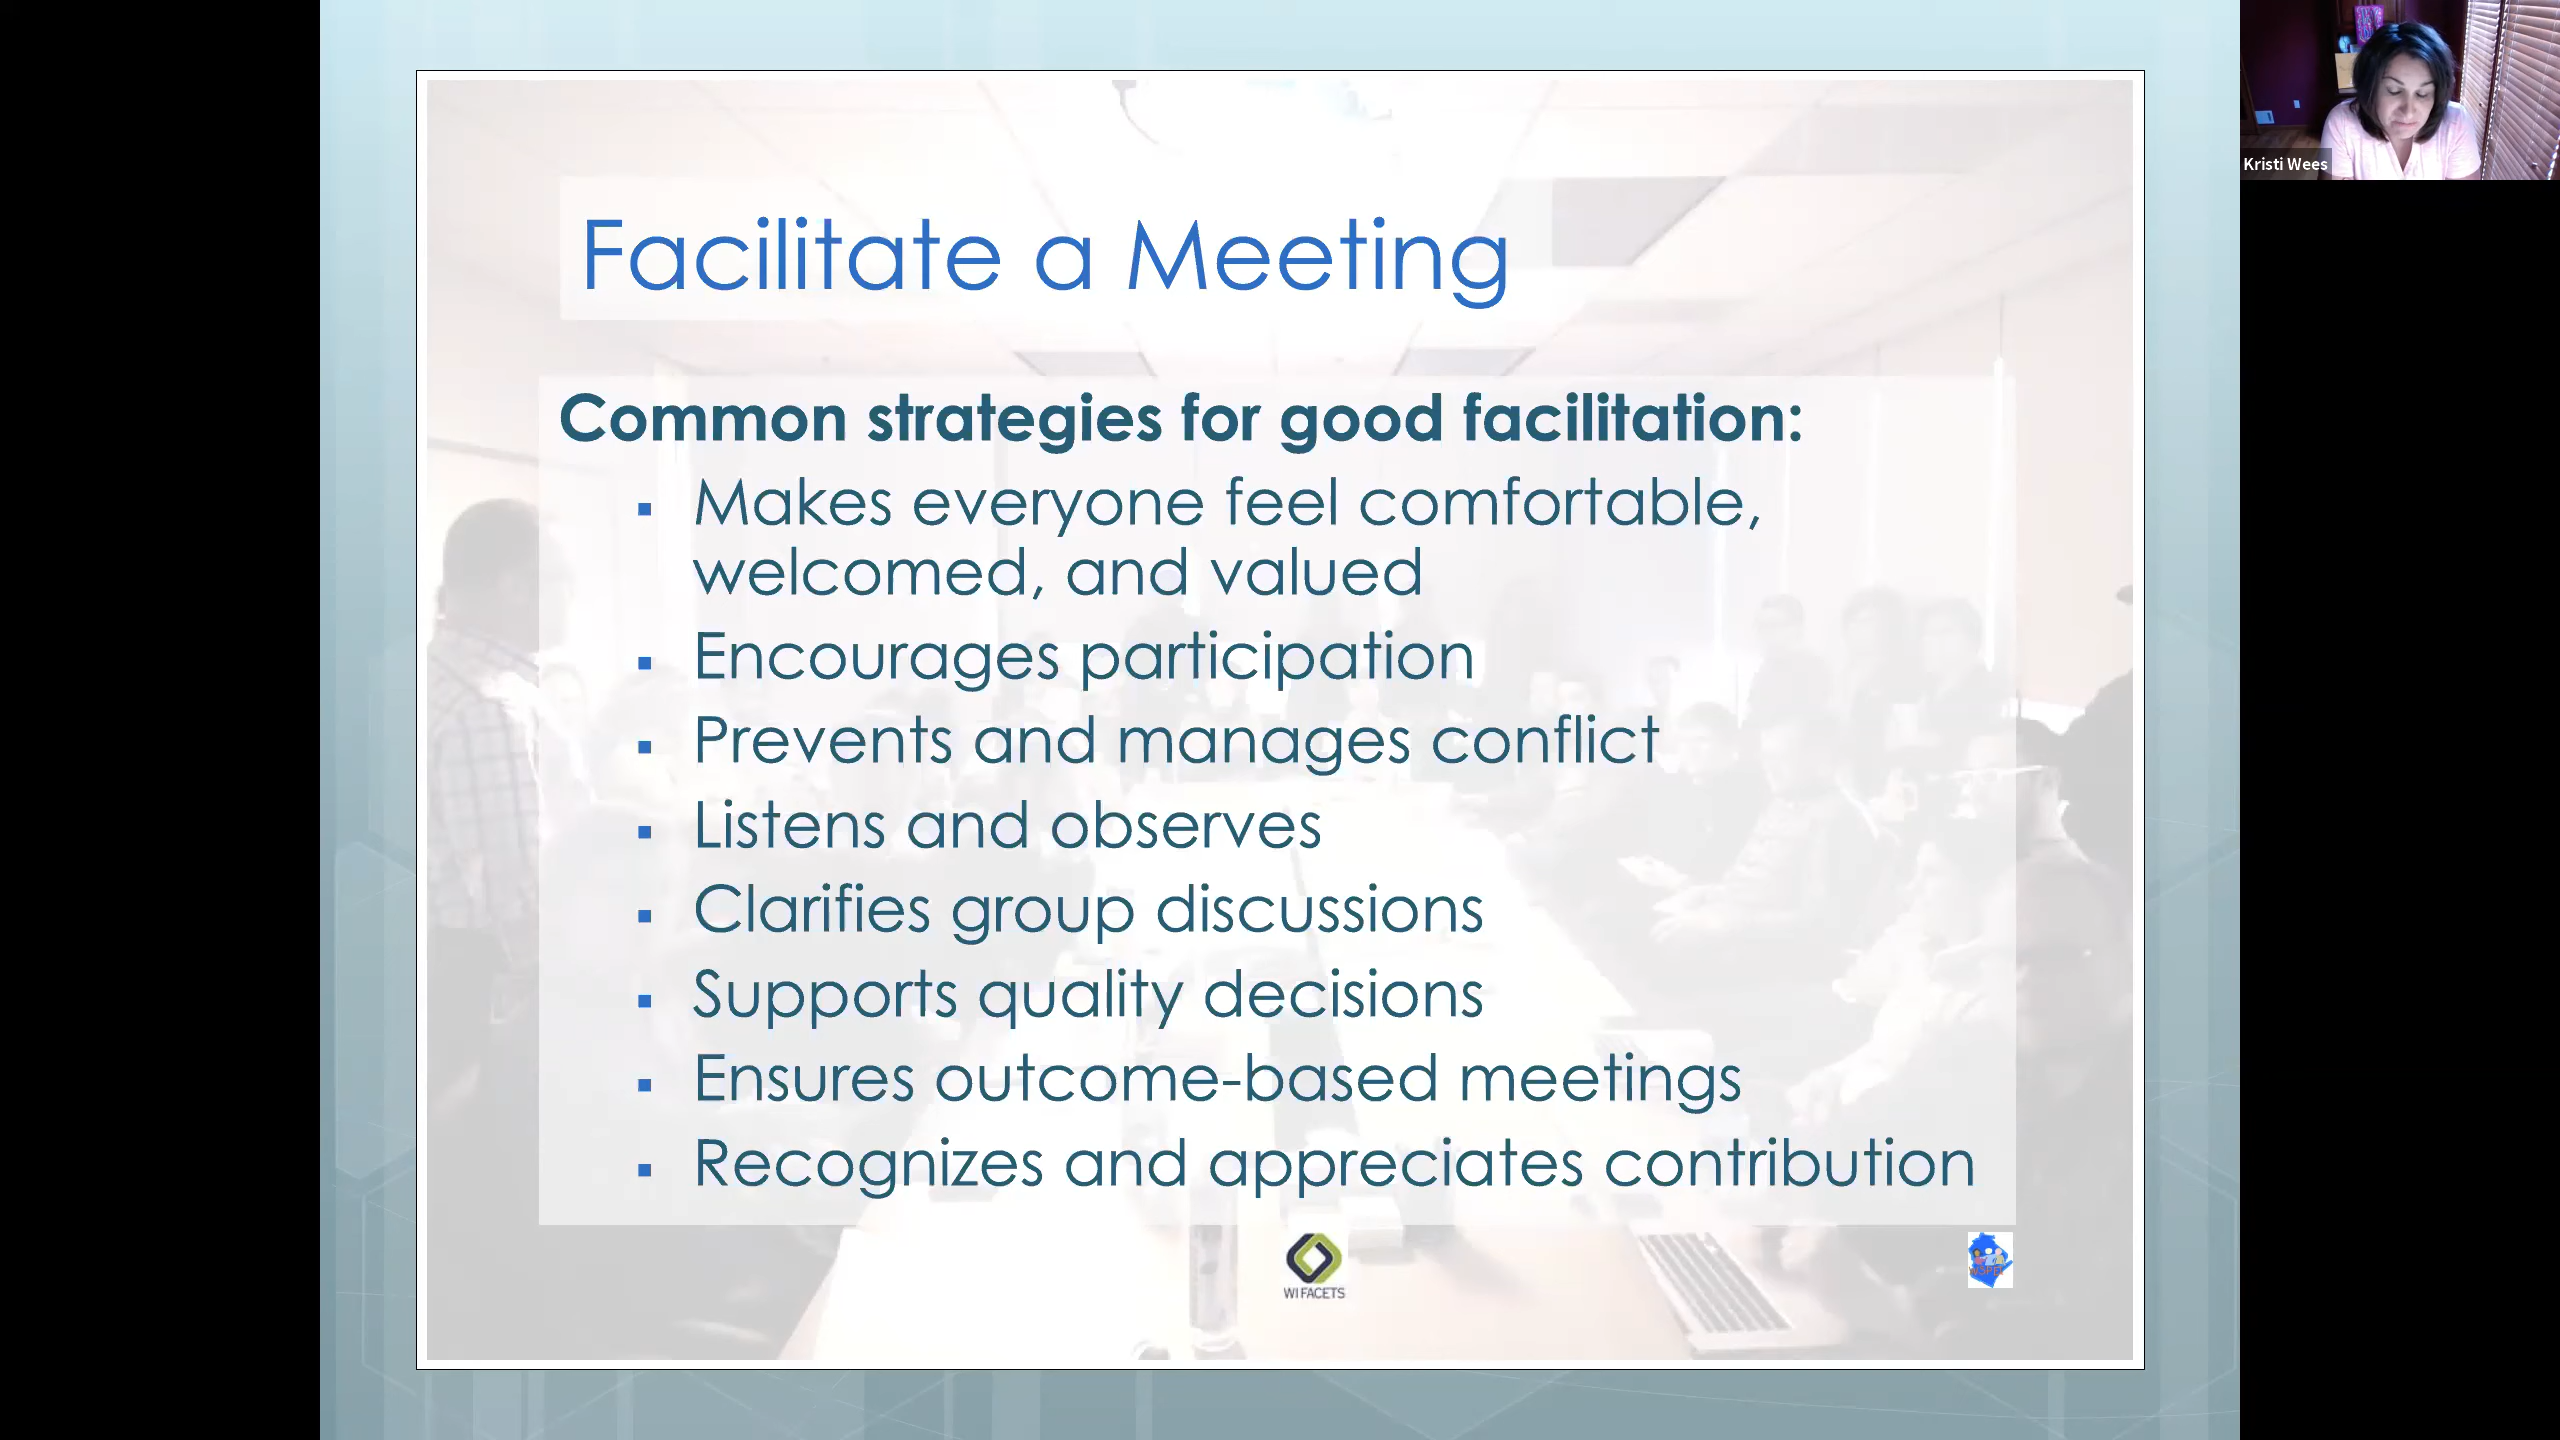 Facilitate a Meeting
Common strategies for good facilitation:
▪ Makes everyone feel comfortable,
welcomed, and valued
▪ Encourages participation
▪ Prevents and manages conflict
▪ Listens and observes
▪ Clarifies group discussions
▪ Supports quality decisions
▪ Ensures outcome-based meetings
▪ Recognizes and appreciates contribution
WI FACETS
WSPEI
Kristi Wees